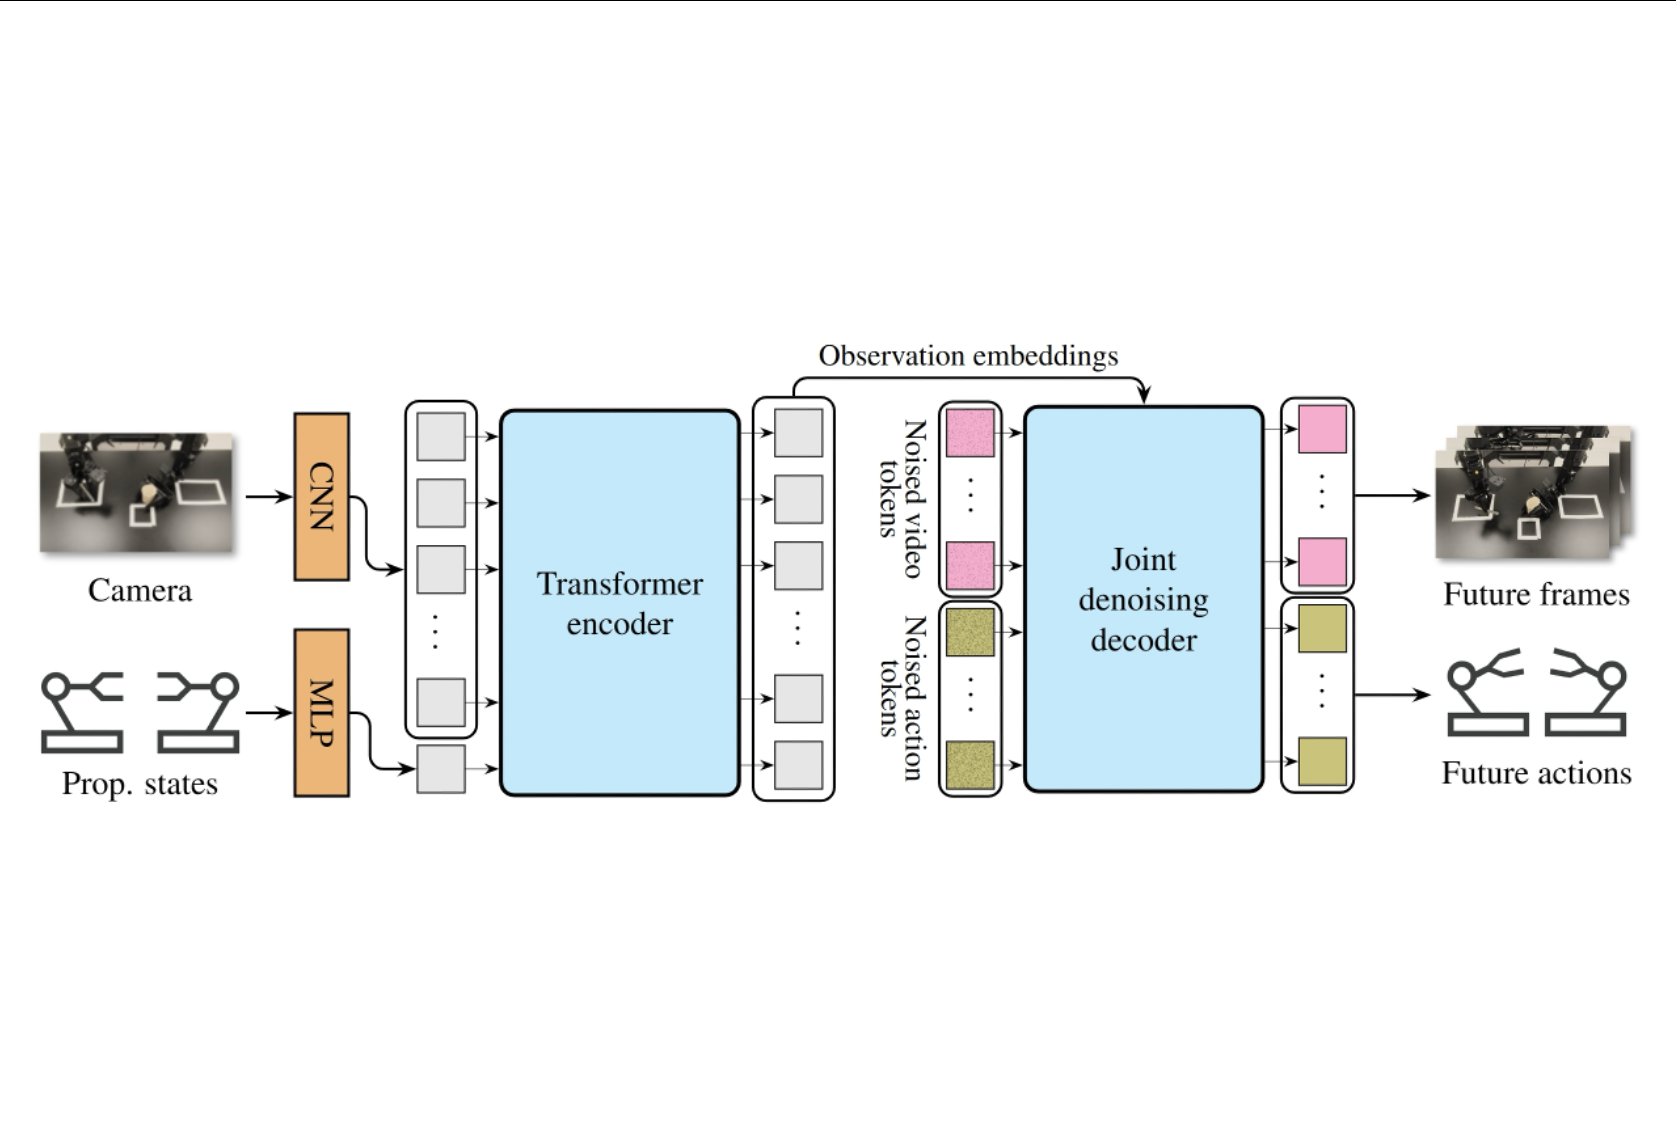 Observation embeddings
Camera
CNN
Prop. states
MLP
Transformer
encoder
Noised video
tokens
Noised action
tokens
Joint
denoising
decoder
Future frames
Future actions